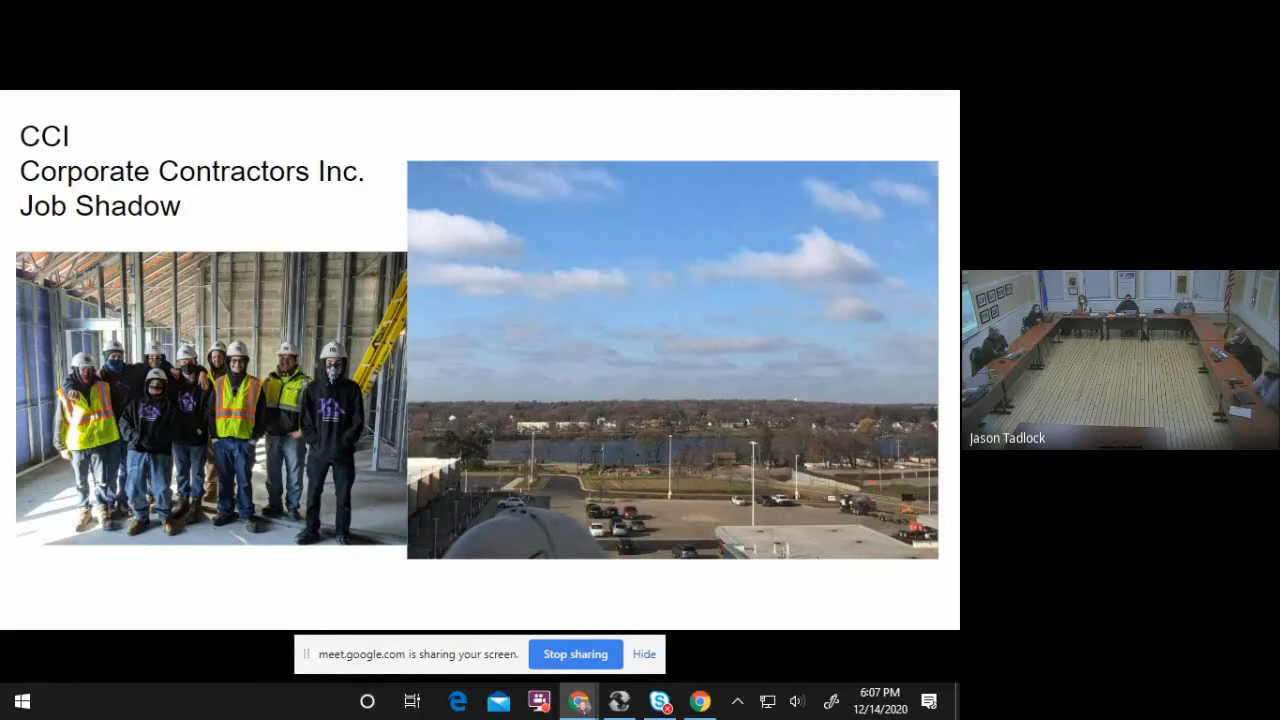 CCI
Corporate Contractors Inc.
Job Shadow
Jason Tadlock
meet.google.com is sharing your screen.
Stop sharing
Hide
6:07 PM
12/14/2020